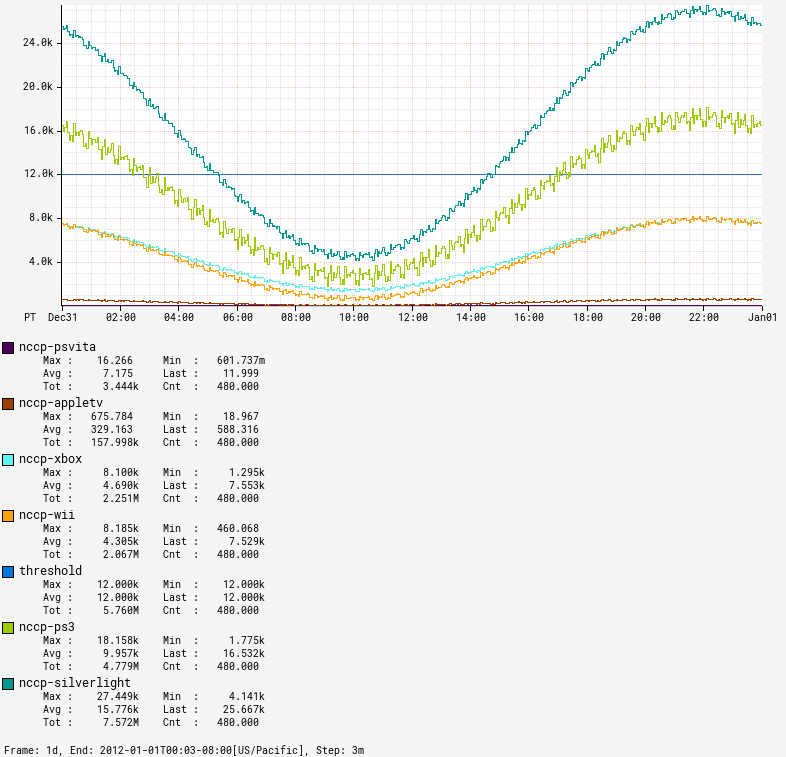 24.0k
20.0k
16.0k
12.0k
8.0k
4.0k
PT Dec31 02:00 04:00 06:00 08:00 10:00 12:00 14:00 16:00 18:00 20:00 22:00 Jan01
nccp-psvita
Max : 16.266 Min : 601.737m
Avg : 7.175 Last : 11.999
Tot : 3.444k Cnt : 480.000
nccp-appletv
Max : 675.784 Min : 18.967
Avg : 329.163 Last : 588.316
Tot : 157.998k Cnt : 480.000
nccp-xbox
Max : 8.100k Min : 1.295k
Avg : 4.690k Last : 7.553k
Tot : 2.251M Cnt : 480.000
nccp-wii
Max : 8.185k Min : 460.068
Avg : 4.305k Last : 7.529k
Tot : 2.067M Cnt : 480.000
threshold
Max : 12.000k Min : 12.000k
Avg : 12.000k Last : 12.000k
Tot : 5.760M Cnt : 480.000
nccp-ps3
Max : 18.158k Min : 1.775k
Avg : 9.957k Last : 16.532k
Tot : 4.779M Cnt : 480.000
nccp-silverlight
Max : 27.449k Min : 4.141k
Avg : 15.776k Last : 25.667k
Tot : 7.572M Cnt : 480.000
Frame: 1d, End: 2012-01-01T00:03-08:00[US/Pacific], Step: 3m